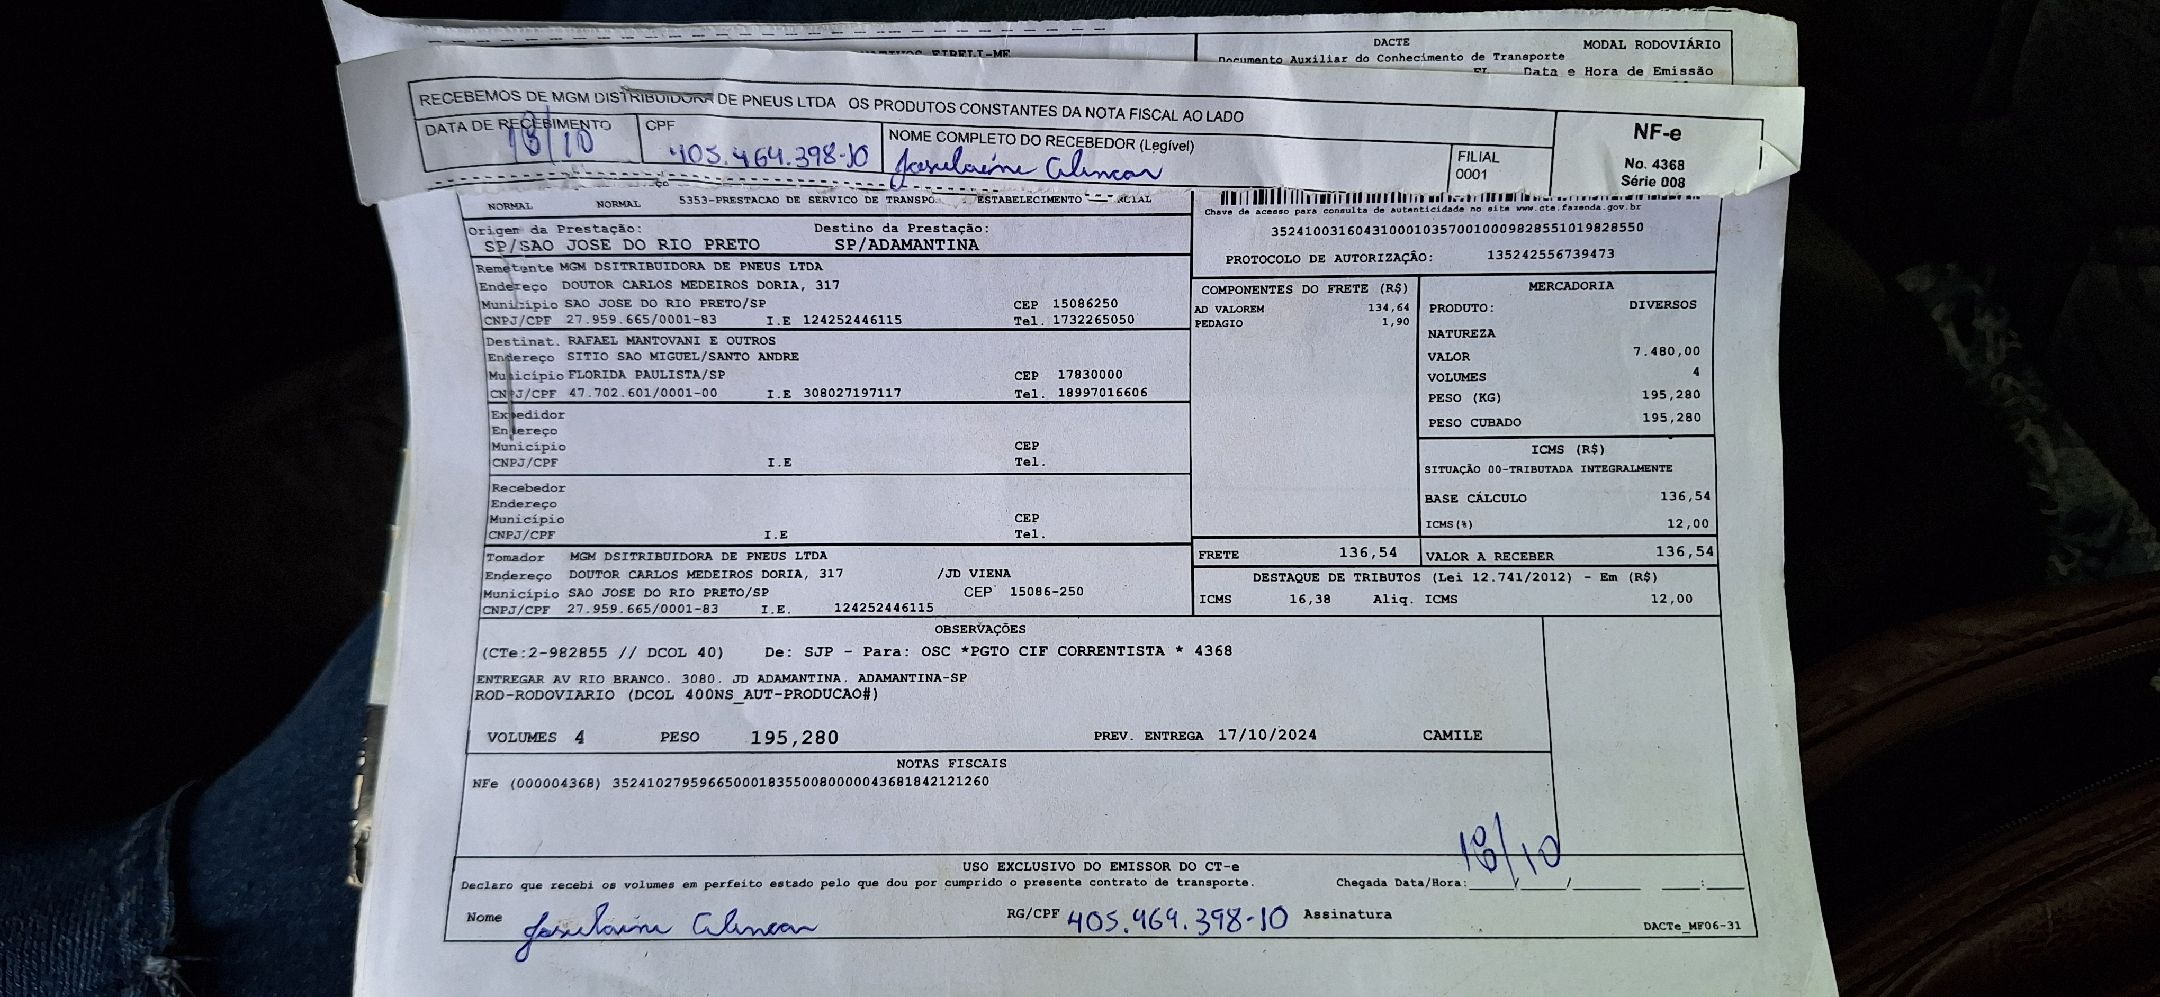 EIRELI-ME
DACTE
MODAL RODOVIÁRIO
Documento Auxiliar do Conhecimento de Transporte
FL Data e Hora de Emissão
RECEBEMOS DE MGM DISTRIBUIDORA DE PNEUS LTDA OS PRODUTOS CONSTANTES DA NOTA FISCAL AO LADO
DATA DE RECEBIMENTO
/10
CPF
405.464.398-10
NOME COMPLETO DO RECEBEDOR (Legível)
FILIAL
0001
NF-e
No. 4368
Série 008
NORMAL NORMAL 5353-PRESTACAO DE SERVICO DE TRANSPO ESTABELECIMENTO
Chave de acesso para consulta de autenticidade no site www.cte.fazenda.gov.br
35241003160431000103570010009828551019828550
PROTOCOLO DE AUTORIZAÇÃO: 135242556739473
Origem da Prestação: Destino da Prestação:
SP/SAO JOSE DO RIO PRETO SP/ADAMANTINA
Remetente MGM DSITRIBUIDORA DE PNEUS LTDA
Endereço DOUTOR CARLOS MEDEIROS DORIA, 317
Município SAO JOSE DO RIO PRETO/SP CEP 15086250
CNPJ/CPF 27.959.665/0001-83 I.E 124252446115 Tel. 1732265050
Destinat. RAFAEL MANTOVANI E OUTROS
Endereço SITIO SAO MIGUEL/SANTO ANDRE
Município FLORIDA PAULISTA/SP CEP 17830000
CNPJ/CPF 47.702.601/0001-00 I.E 308027197117 Tel. 18997016606
Expedidor
Endereço
Município CEP
CNPJ/CPF I.E Tel.
Recebedor
Endereço
Município CEP
CNPJ/CPF I.E Tel.
Tomador MGM DSITRIBUIDORA DE PNEUS LTDA
Endereço DOUTOR CARLOS MEDEIROS DORIA, 317 /JD VIENA
Município SAO JOSE DO RIO PRETO/SP CEP 15086-250
CNPJ/CPF 27.959.665/0001-83 I.E. 124252446115
COMPONENTES DO FRETE (R$)
AD VALOREM 134,64
PEDAGIO 1,90
MERCADORIA
PRODUTO: DIVERSOS
NATUREZA
VALOR 7.480,00
VOLUMES 4
PESO (KG) 195,280
PESO CUBADO 195,280
ICMS (R$)
SITUAÇÃO 00-TRIBUTADA INTEGRALMENTE
BASE CÁLCULO 136,54
ICMS(%) 12,00
FRETE 136,54 VALOR A RECEBER 136,54
DESTAQUE DE TRIBUTOS (Lei 12.741/2012) - Em (R$)
ICMS 16,38 Aliq. ICMS 12,00
OBSERVAÇÕES
(CTe:2-982855 // DCOL 40) De: SJP - Para: OSC *PGTO CIF CORRENTISTA * 4368
ENTREGAR AV RIO BRANCO. 3080. JD ADAMANTINA. ADAMANTINA-SP
ROD-RODOVIARIO (DCOL 400NS_AUT-PRODUCAO#)
VOLUMES 4 PESO 195,280 PREV. ENTREGA 17/10/2024 CAMILE
NOTAS FISCAIS
NFe (000004368) 35241027959665000183550080000043681842121260
USO EXCLUSIVO DO EMISSOR DO CT-e
Declaro que recebi os volumes em perfeito estado pelo que dou por cumprido o presente contrato de transporte.
Chegada Data/Hora: / / :
/10
Nome
RG/CPF 405.464.398-10 Assinatura
DACTe_MF06-31